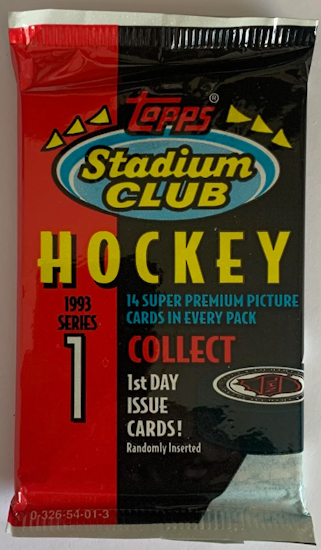 Topps®
Stadium
CLUB
HOCKEY
1993
SERIES
1
14 SUPER PREMIUM PICTURE
CARDS IN EVERY PACK
COLLECT
1st DAY
ISSUE
CARDS!
Randomly Inserted
1st
0-326-54-01-3